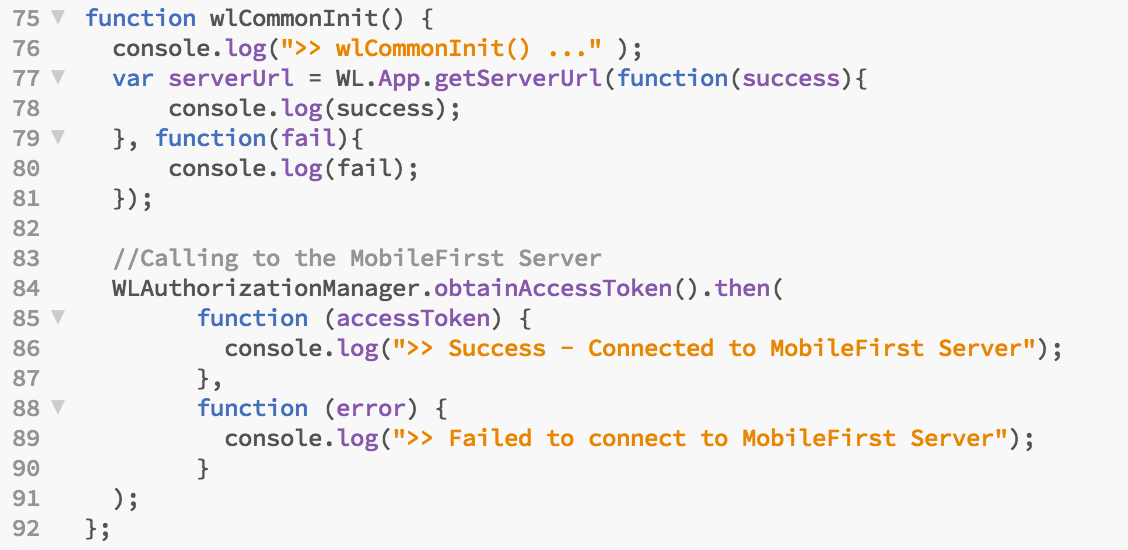 75 ▼ function wlCommonInit() {
76 console.log(">> wlCommonInit() ..." );
77 ▼ var serverUrl = WL.App.getServerUrl(function(success){
78 console.log(success);
79 ▼ }, function(fail){
80 console.log(fail);
81 });
82
83 //Calling to the MobileFirst Server
84 WLAuthorizationManager.obtainAccessToken().then(
85 ▼ function (accessToken) {
86 console.log(">> Success - Connected to MobileFirst Server");
87 },
88 ▼ function (error) {
89 console.log(">> Failed to connect to MobileFirst Server");
90 }
91 );
92 };